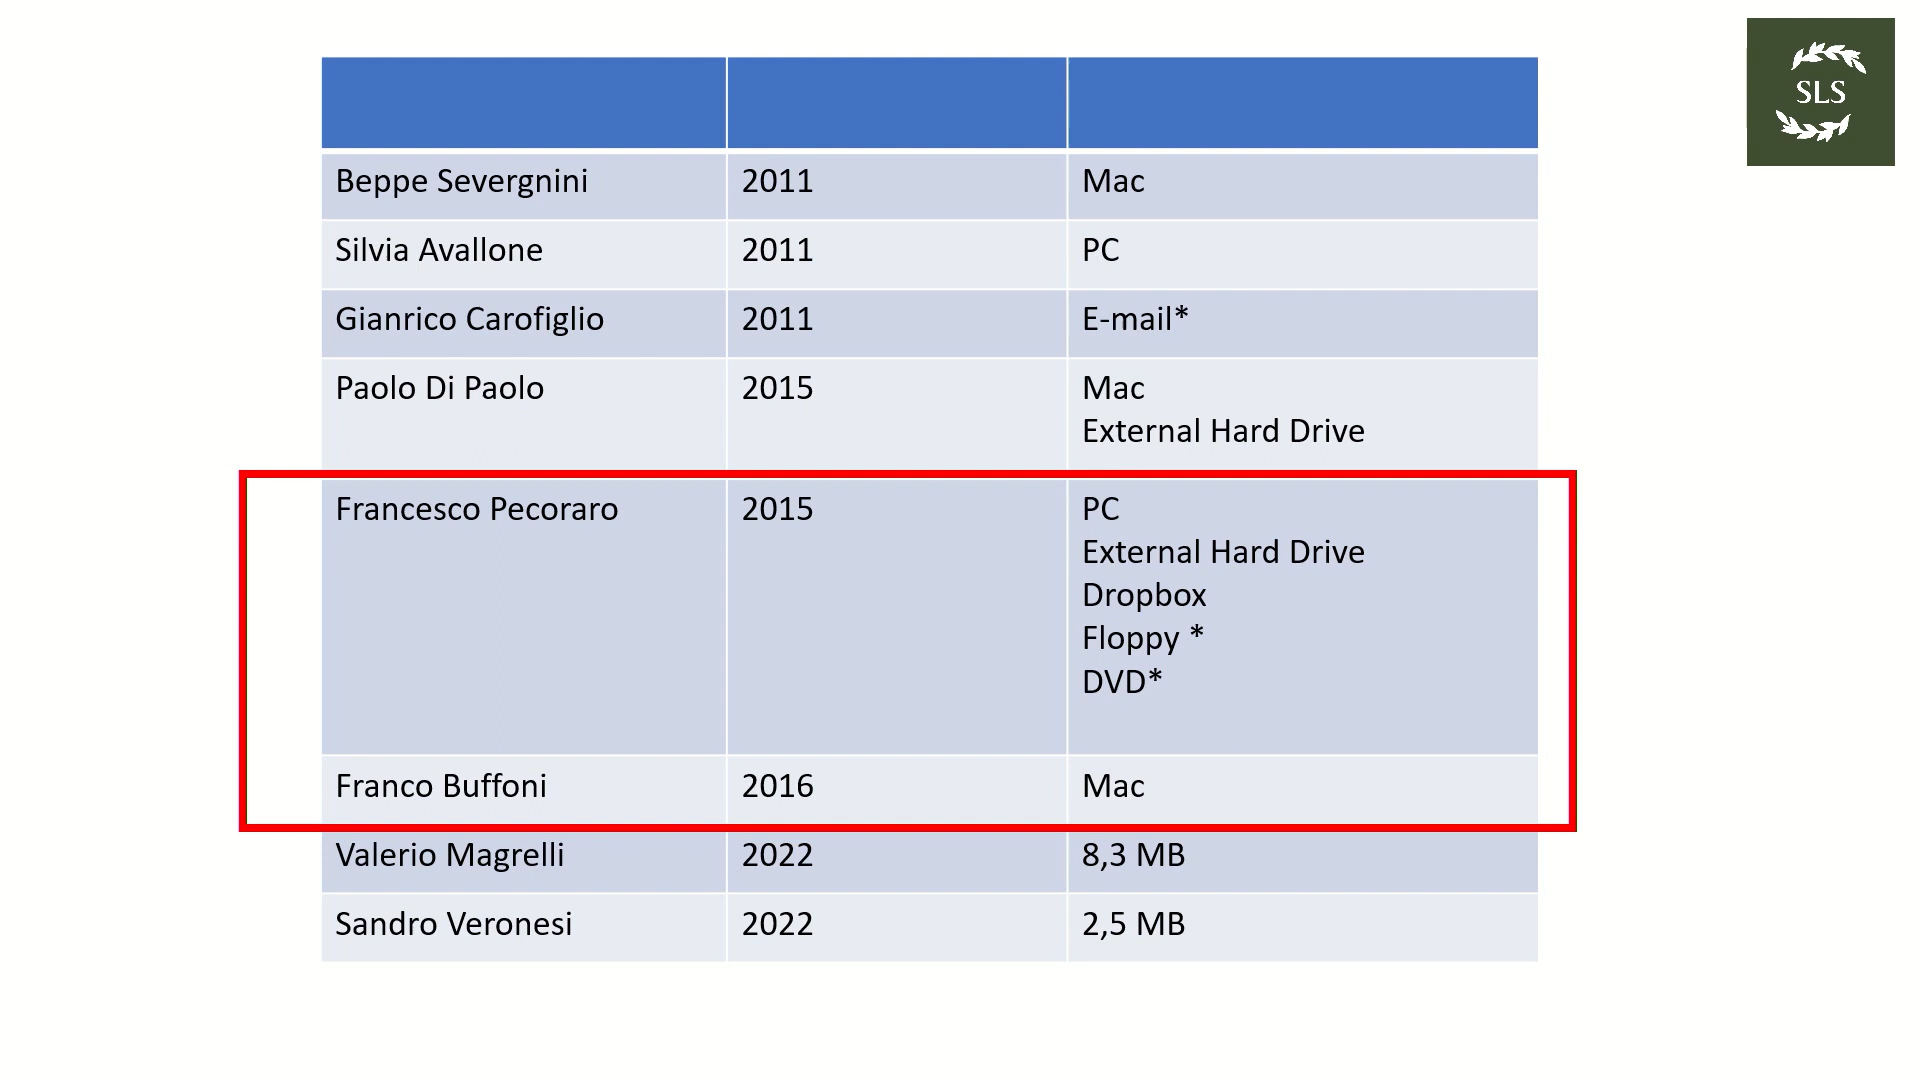 SLS
Beppe Severgnini 2011 Mac
Silvia Avallone 2011 PC
Gianrico Carofiglio 2011 E-mail*
Paolo Di Paolo 2015 Mac
External Hard Drive
Francesco Pecoraro 2015 PC
External Hard Drive
Dropbox
Floppy *
DVD*
Franco Buffoni 2016 Mac
Valerio Magrelli 2022 8,3 MB
Sandro Veronesi 2022 2,5 MB